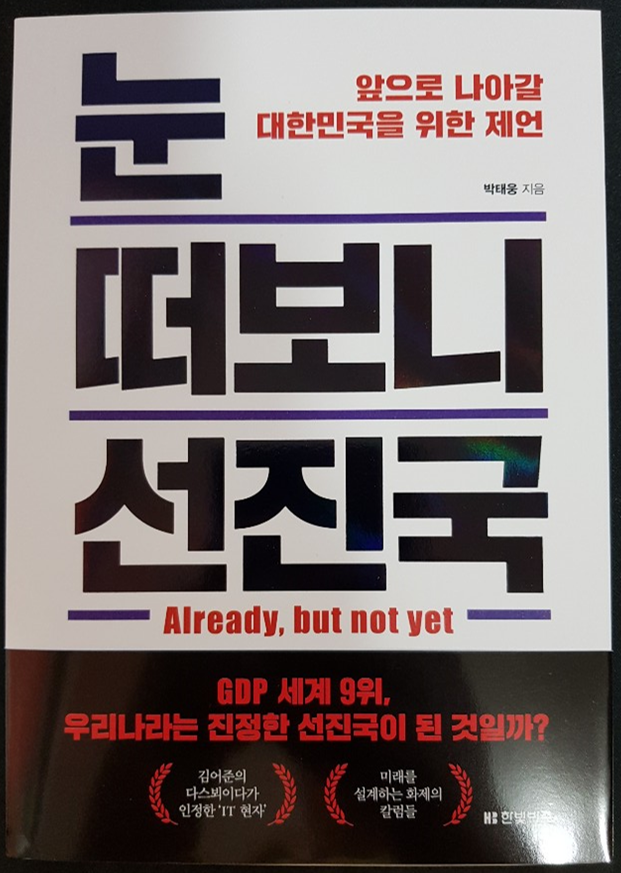 앞으로 나아갈
대한민국을 위한 제언
박태웅 지음
눈
떠보니
선진국
Already, but not yet
GDP 세계 9위,
우리나라는 진정한 선진국이 된 것일까?
김어준의
다스뵈이다가
인정한 'IT 현자'
미래를
설계하는 화제의
칼럼들
HB